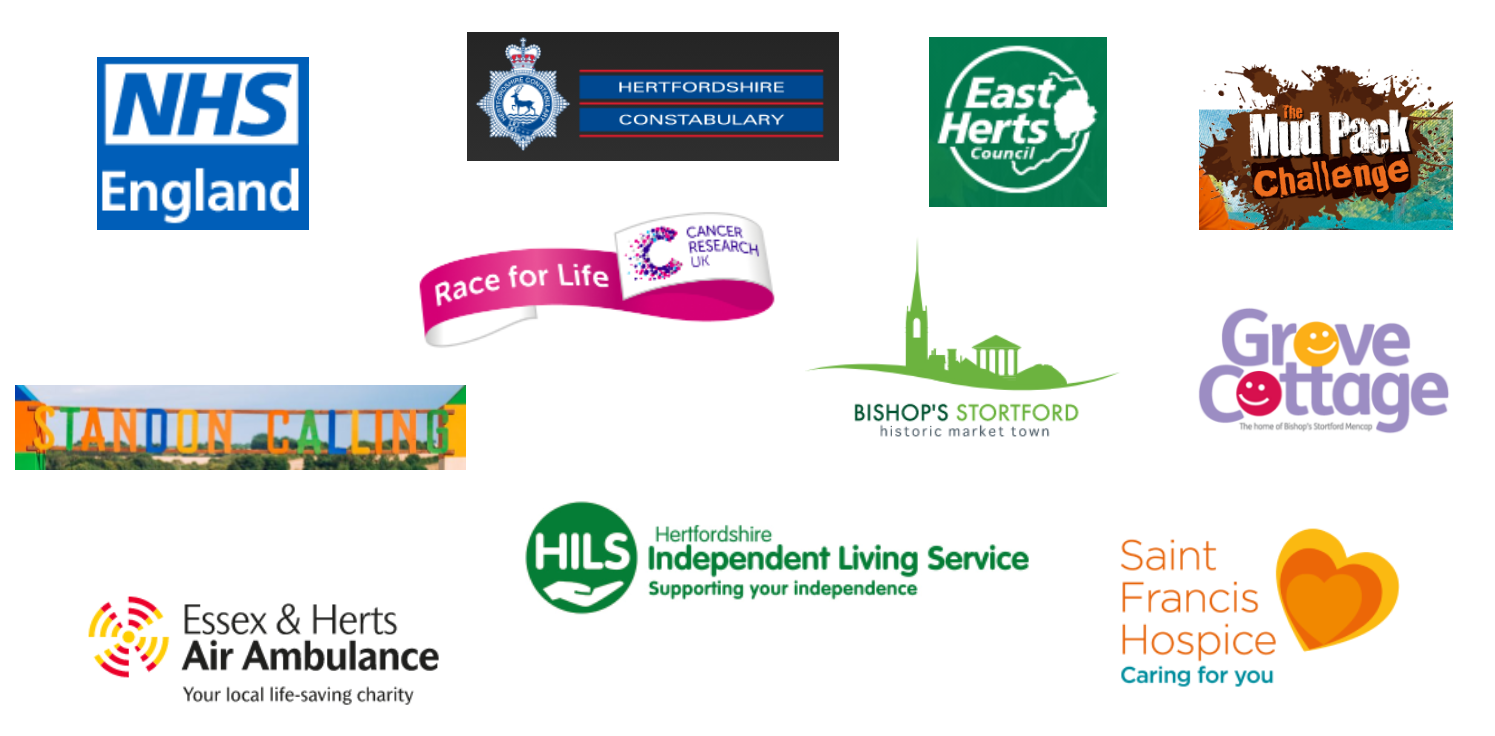 NHS
England
HERTFORDSHIRE
CONSTABULARY
HERTFORDSHIRE CONSTABULARY
East
Herts
Council
The
Mud Pack
Challenge
Race for Life
CANCER
RESEARCH
UK
BISHOP'S STORTFORD
historic market town
Grove
Cottage
The home of Bishop's Stortford Mencap
STANDON CALLING
HILS
Hertfordshire
Independent Living Service
Supporting your independence
Saint
Francis
Hospice
Caring for you
Essex & Herts
Air Ambulance
Your local life-saving charity